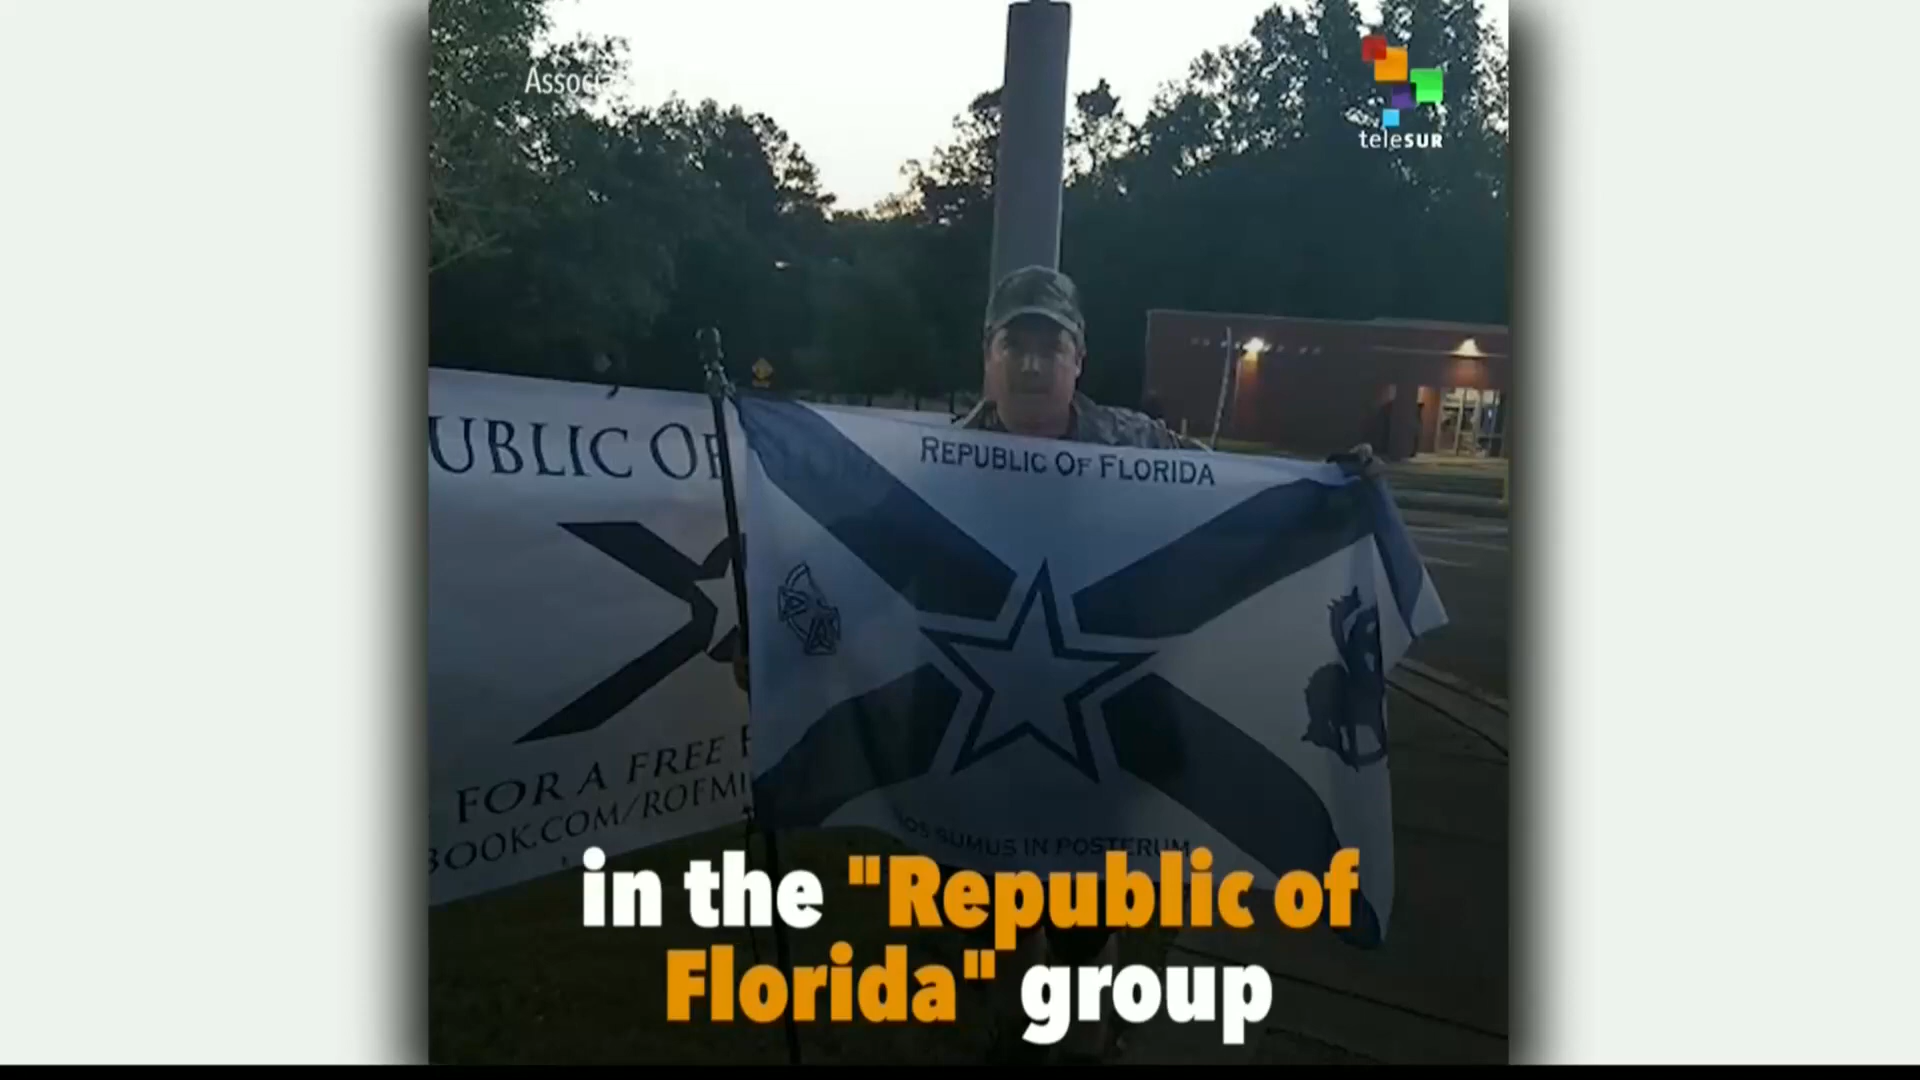 Associa
teleSUR
UBLIC OF
REPUBLIC OF FLORIDA
FOR A FREE
BOOK.COM/ROFMI
SUMUS IN POSTERUM
in the "Republic of
Florida" group